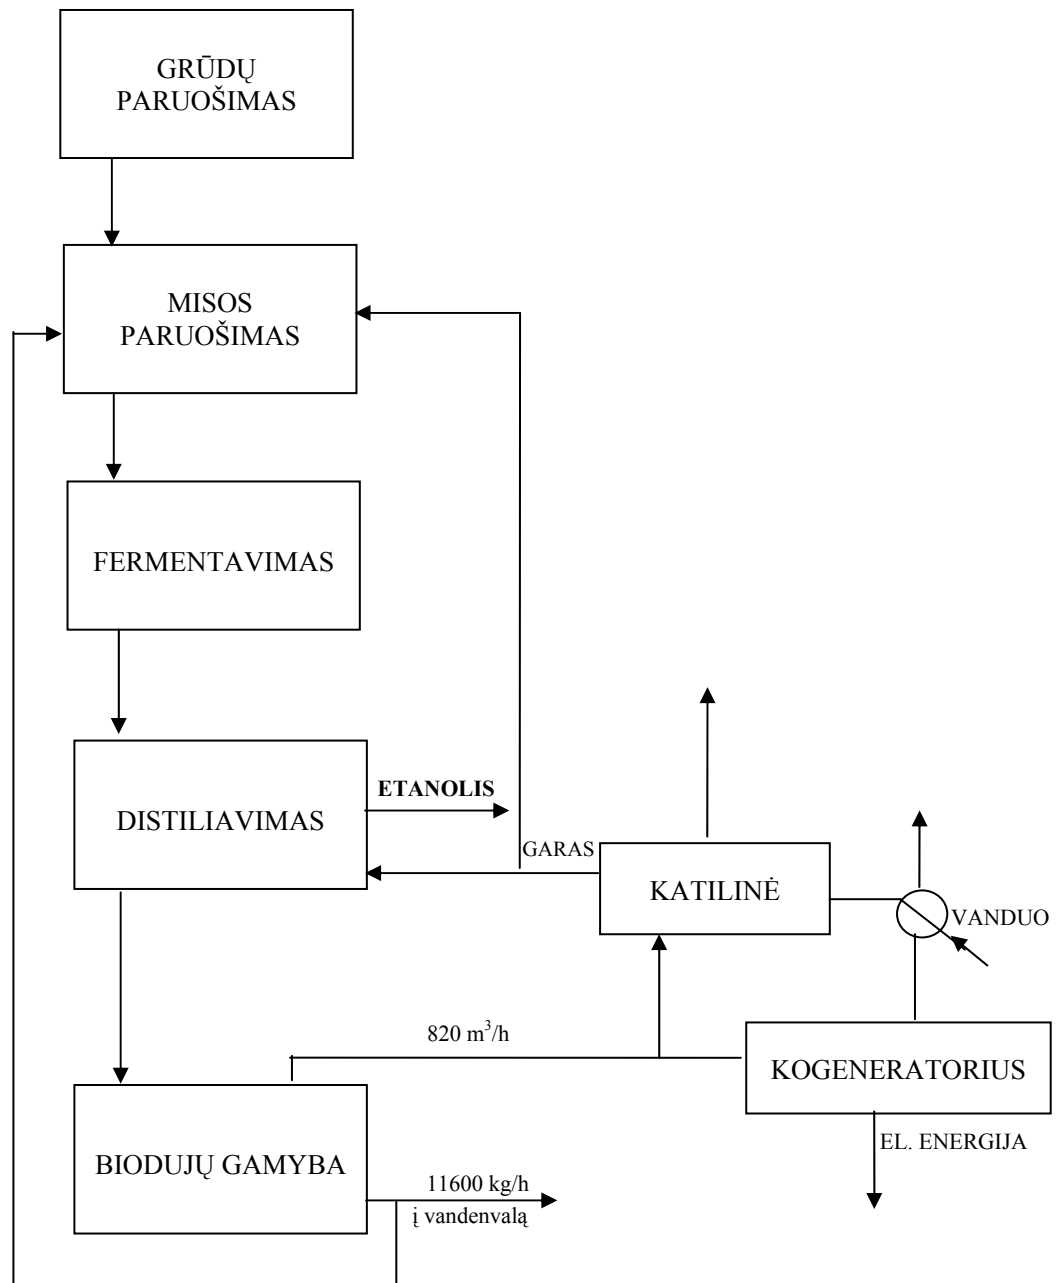 GRŪDŲ
PARUOŠIMAS
MISOS
PARUOŠIMAS
FERMENTAVIMAS
DISTILIAVIMAS
ETANOLIS
GARAS
KATILINĖ
VANDUO
820 m³/h
KOGENERATORIUS
EL. ENERGIJA
BIODUJŲ GAMYBA
11600 kg/h
į vandenvalą